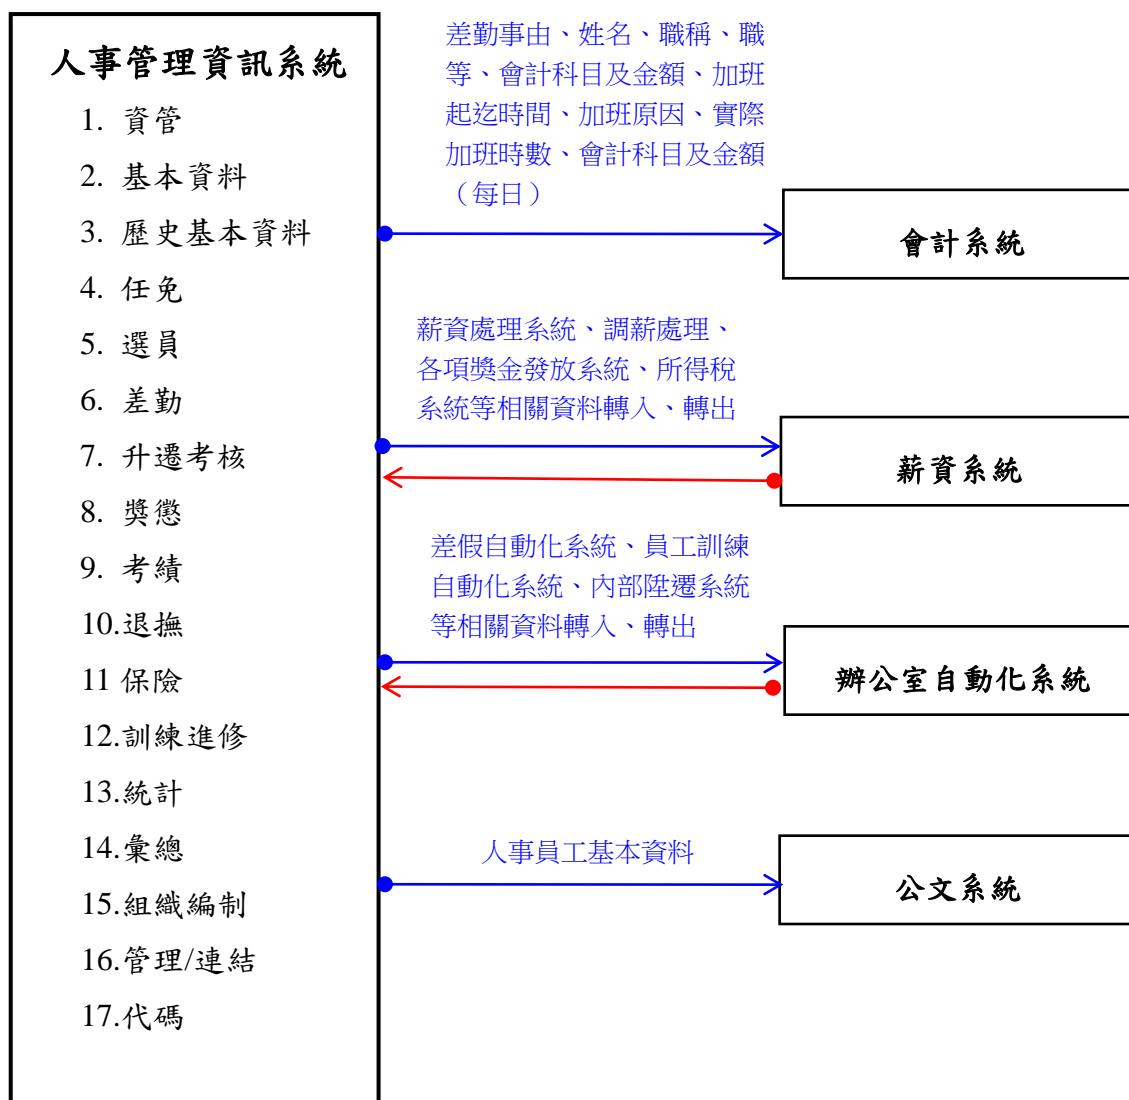 人事管理資訊系統
1. 資管
2. 基本資料
3. 歷史基本資料
4. 任免
5. 選員
6. 差勤
7. 升遷考核
8. 獎懲
9. 考績
10.退撫
11保險
12.訓練進修
13.統計
14.彙總
15.組織編制
16.管理/連結
17.代碼
差勤事由、姓名、職稱、職
等、會計科目及金額、加班
起迄時間、加班原因、實際
加班時數、會計科目及金額
（每日）
會計系統
薪資處理系統、調薪處理、
各項獎金發放系統、所得稅
系統等相關資料轉入、轉出
薪資系統
差假自動化系統、員工訓練
自動化系統、內部陞遷系統
等相關資料轉入、轉出
辦公室自動化系統
人事員工基本資料
公文系統